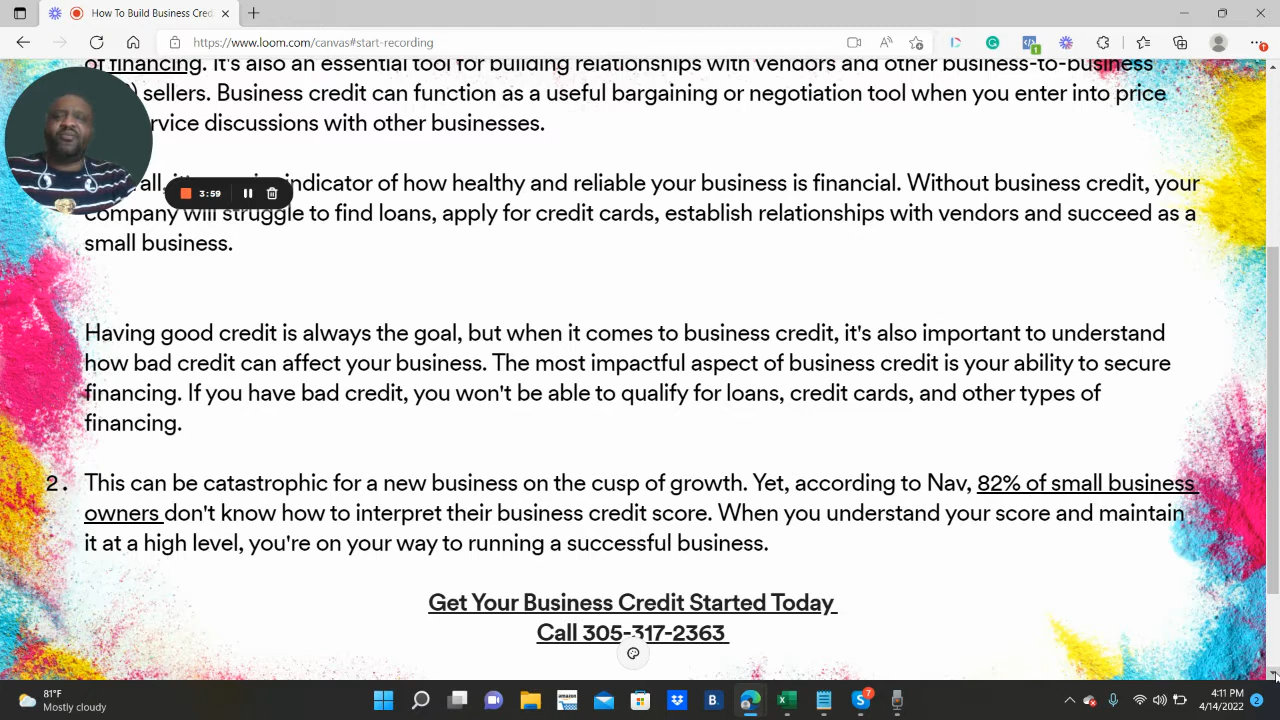 How To Build Business Cred
https://www.loom.com/canvas#start-recording
1
of financing. It's also an essential tool for building relationships with vendors and other business-to-business
) sellers. Business credit can function as a useful bargaining or negotiation tool when you enter into price
rvice discussions with other businesses.
all, indicator of how healthy and reliable your business is financial. Without business credit, your
3:59
company will struggle to find loans, apply for credit cards, establish relationships with vendors and succeed as a
small business.
Having good credit is always the goal, but when it comes to business credit, it's also important to understand
how bad credit can affect your business. The most impactful aspect of business credit is your ability to secure
financing. If you have bad credit, you won't be able to qualify for loans, credit cards, and other types of
financing.
2. This can be catastrophic for a new business on the cusp of growth. Yet, according to Nav, 82% of small business
owners don't know how to interpret their business credit score. When you understand your score and maintain
it at a high level, you're on your way to running a successful business.
Get Your Business Credit Started Today
Call 305-317-2363
81°F
Mostly cloudy
amazon
B.
7
4:11 PM
4/14/2022
2